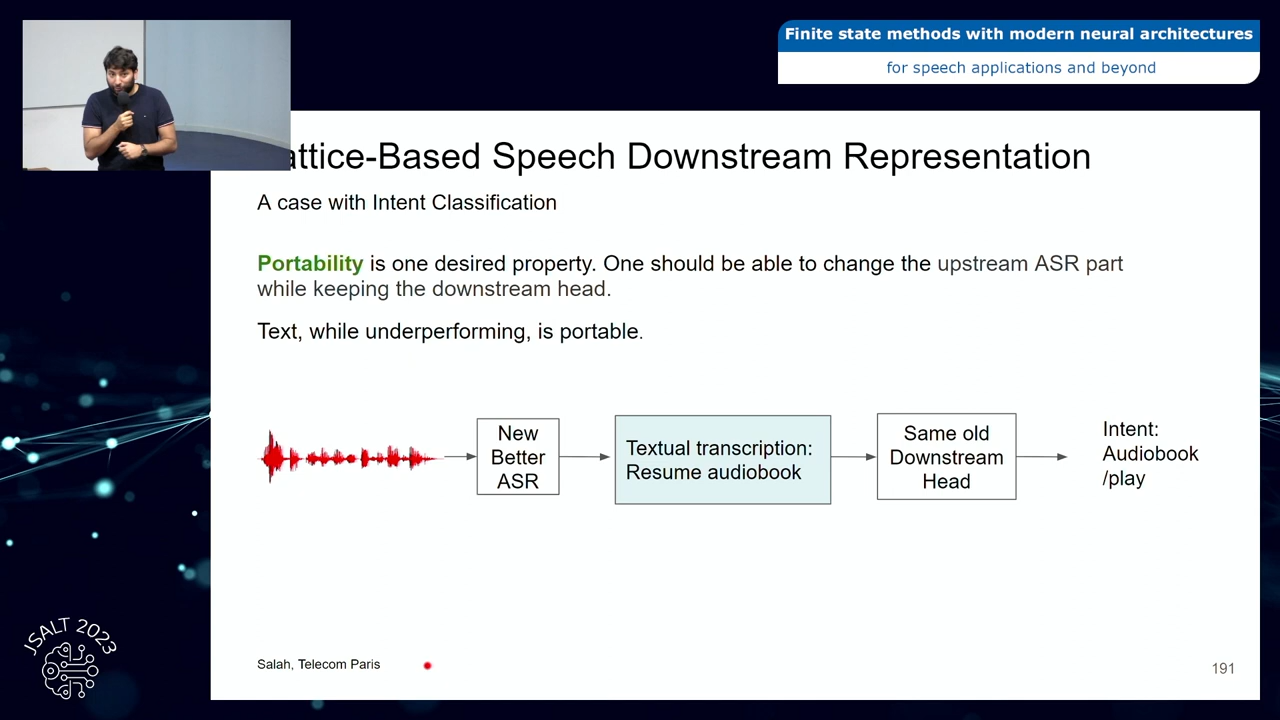 Finite state methods with modern neural architectures
for speech applications and beyond
attice-Based Speech Downstream Representation
A case with Intent Classification
Portability is one desired property. One should be able to change the upstream ASR part
while keeping the downstream head.
Text, while underperforming, is portable.
New
Better
ASR
Textual transcription:
Resume audiobook
Same old
Downstream
Head
Intent:
Audiobook
/play
JSALT 2023
Salah, Telecom Paris
191